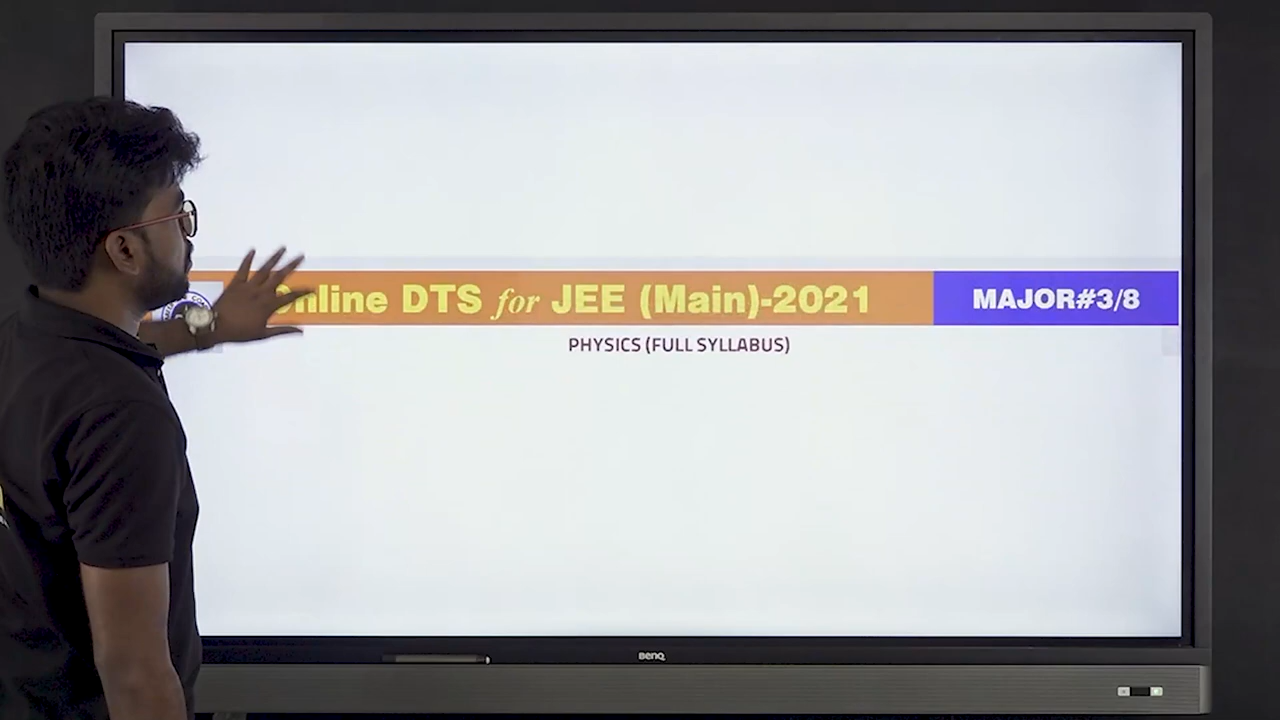 Online DTS for JEE (Main)-2021 MAJOR#3/8
PHYSICS (FULL SYLLABUS)
BenQ